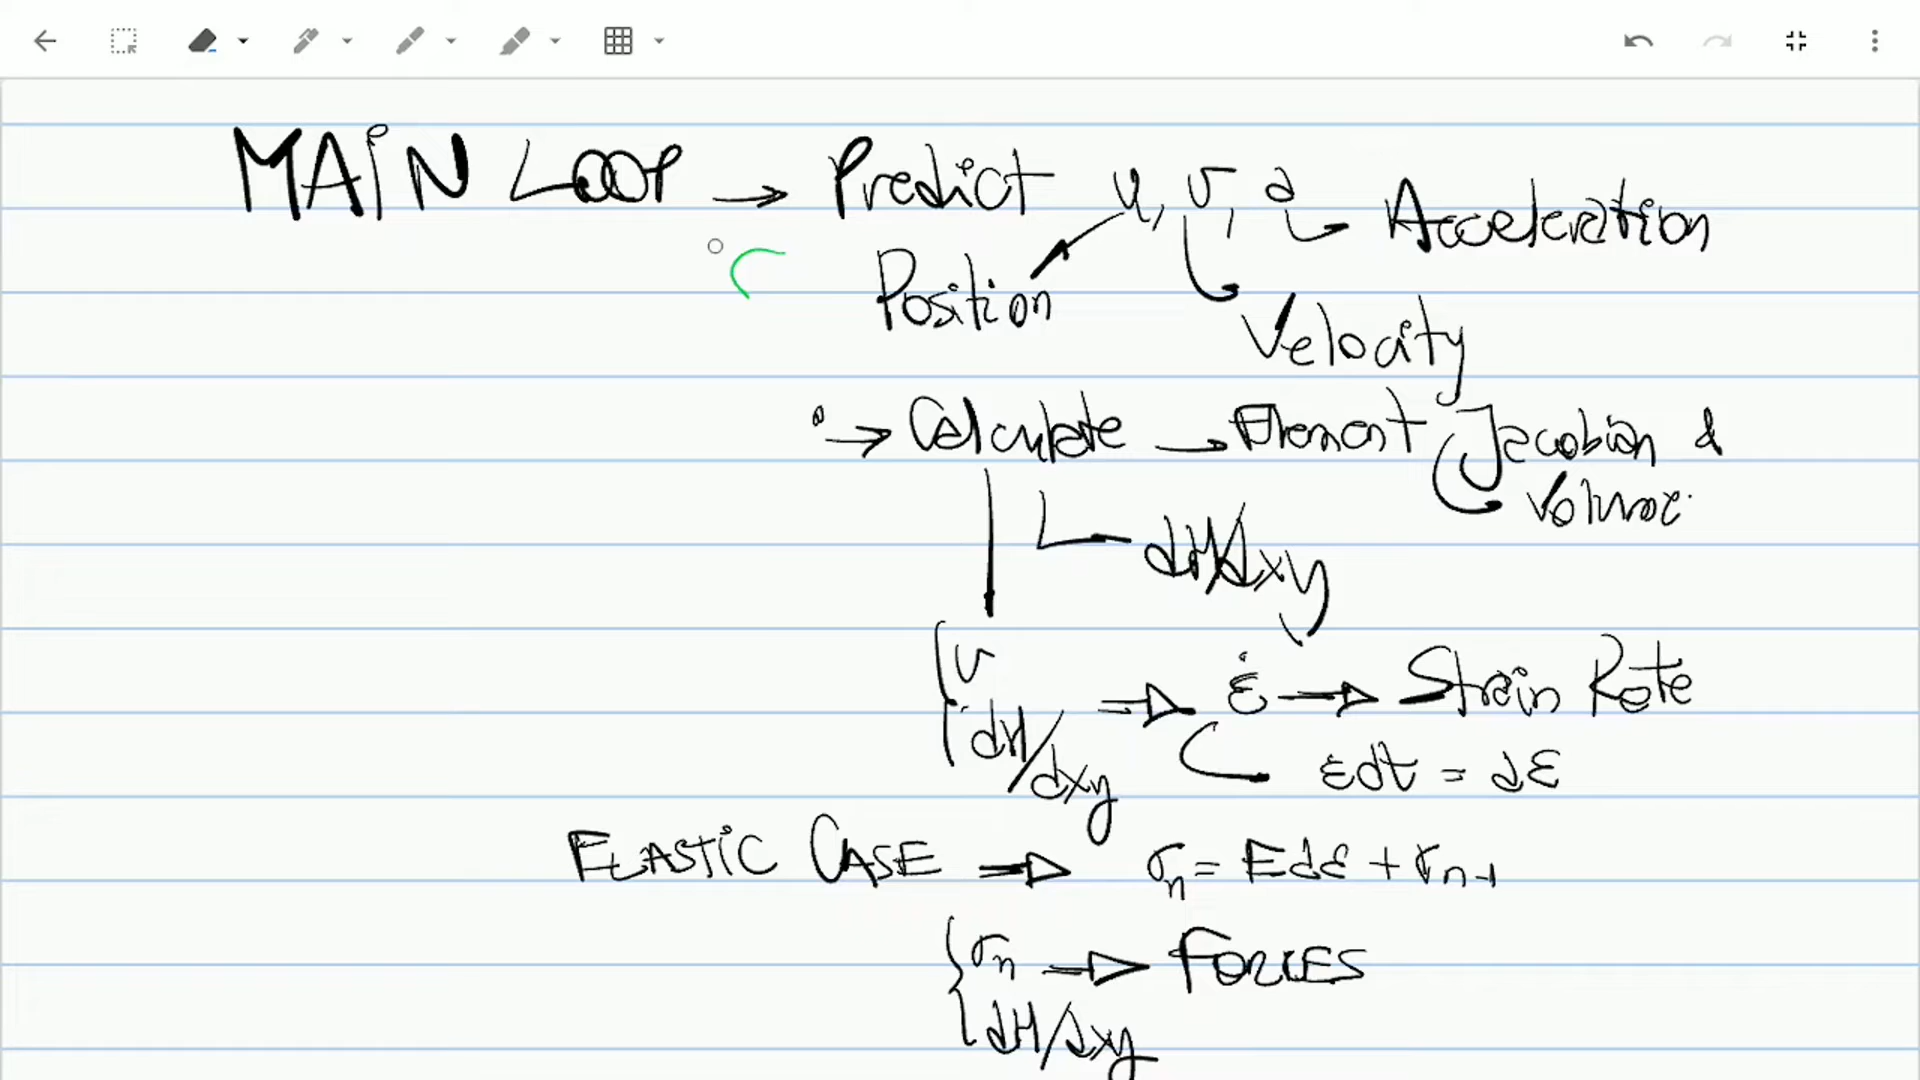 MAIN LOOP → Predict u, v, a → Acceleration
Position
Velocity
→ Calculate → Element Jacobian &
Volume
dH/dxy
v
dH/dxy ⇒ ε̇ → Strain Rate
εdt = dε
ELASTIC CASE ⇒ σn = Edε + σn-1
σn ⇒ FORCES
dH/dxy